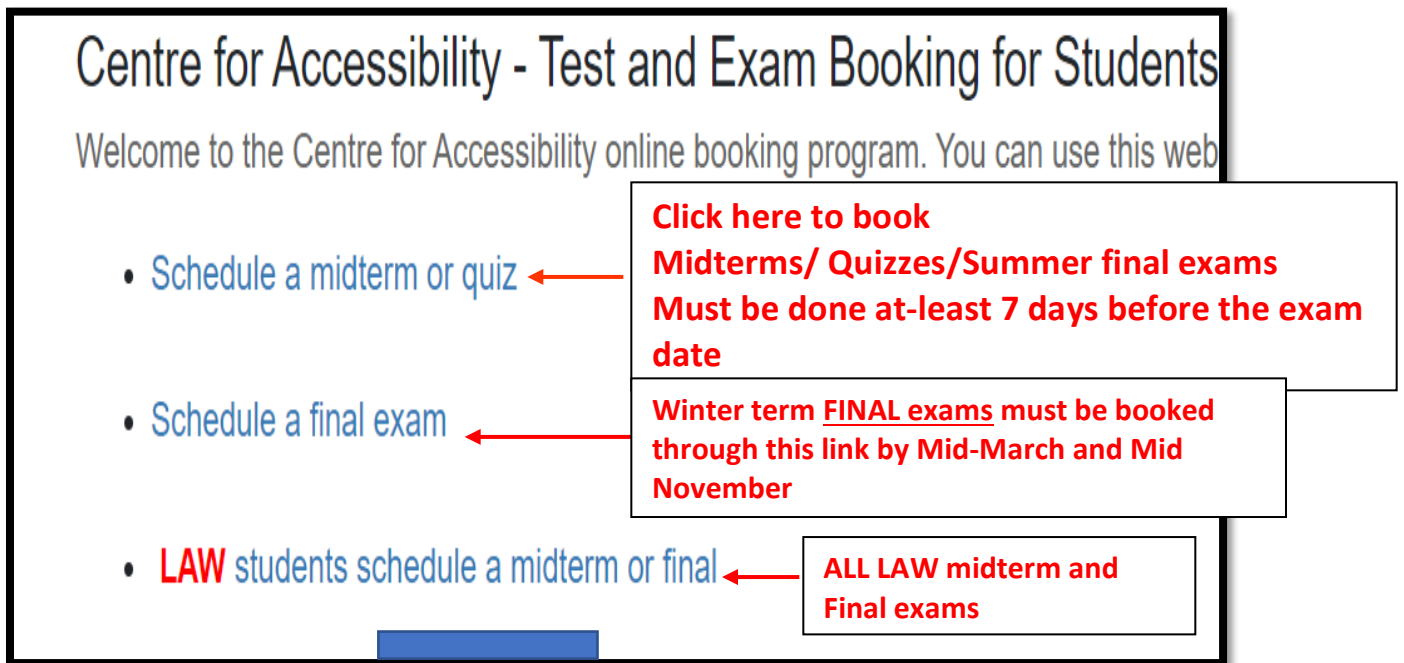 Centre for Accessibility - Test and Exam Booking for Students
Welcome to the Centre for Accessibility online booking program. You can use this web
Click here to book
Midterms/ Quizzes/Summer final exams
Must be done at-least 7 days before the exam
date
• Schedule a midterm or quiz
Winter term FINAL exams must be booked
through this link by Mid-March and Mid
November
• Schedule a final exam
• LAW students schedule a midterm or final
ALL LAW midterm and
Final exams